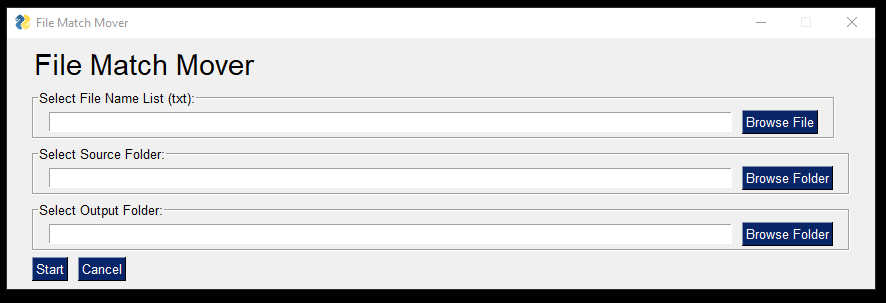 File Match Mover
File Match Mover
Select File Name List (txt):
Browse File
Select Source Folder:
Browse Folder
Select Output Folder:
Browse Folder
Start Cancel